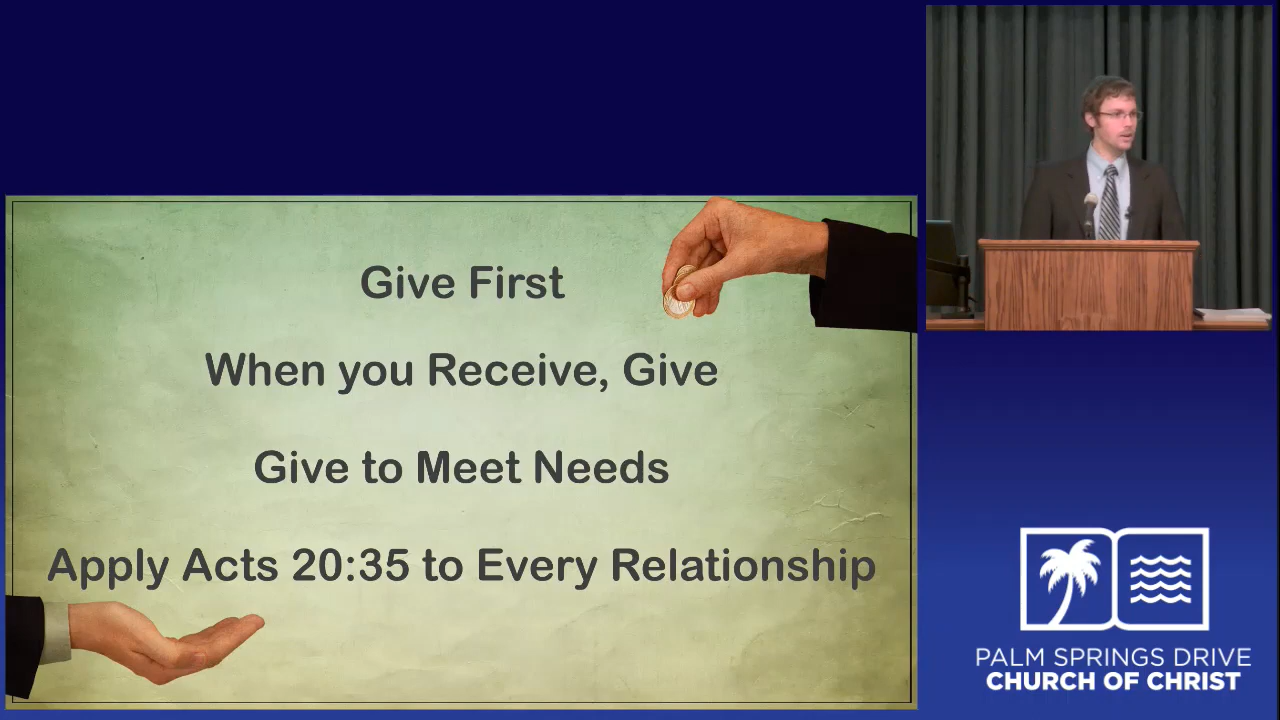 Give First
When you Receive, Give
Give to Meet Needs
Apply Acts 20:35 to Every Relationship
PALM SPRINGS DRIVE
CHURCH OF CHRIST